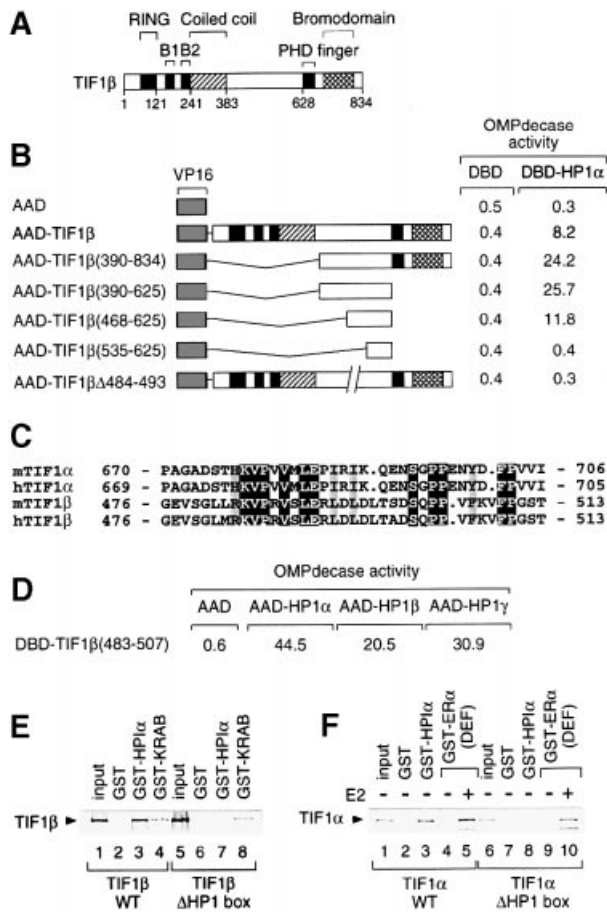 A
RING Coiled coil Bromodomain
B1 B2 PHD finger
TIF1β
1 121 241 383 628 834
B
OMPdecase activity
VP16 DBD DBD-HP1α
AAD 0.5 0.3
AAD-TIF1β 0.4 8.2
AAD-TIF1β(390-834) 0.4 24.2
AAD-TIF1β(390-625) 0.4 25.7
AAD-TIF1β(468-625) 0.4 11.8
AAD-TIF1β(535-625) 0.4 0.4
AAD-TIF1βΔ484-493 0.4 0.3
C
mTIF1α 670 - PAGADSTHKVPVVMLEPIRIK.QENSGPPENYD.FPVVI - 706
hTIF1α 669 - PAGADSTHKVPVVMLEPIRIK.QENSGPPENYD.FPVVI - 705
mTIF1β 476 - GEVSGLLRKVPRVSLERLDLDLTSDSQPP.VFKVFPGST - 513
hTIF1β 476 - GEVSGLMRKVPRVSLERLDLDLTADSQPP.VFKVFPGST - 513
D
OMPdecase activity
AAD AAD-HP1α AAD-HP1β AAD-HP1γ
DBD-TIF1β(483-507) 0.6 44.5 20.5 30.9
E
input GST GST-HPlα GST-KRAB input GST GST-HPlα GST-KRAB
TIF1β
1 2 3 4 5 6 7 8
TIF1β WT TIF1β ΔHP1 box
F
input GST GST-HPlα GST-ERα (DEF) input GST GST-HPlα GST-ERα (DEF)
E2 - - - - + - - - - +
TIF1α
1 2 3 4 5 6 7 8 9 10
TIF1α WT TIF1α ΔHP1 box